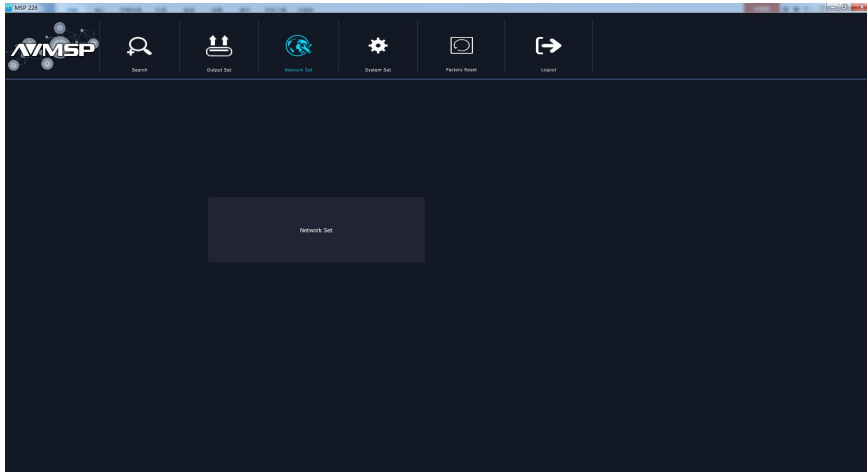 MSP 226
AVMSP
Search
Output Set
Network Set
System Set
Factory Reset
Logout
Network Set